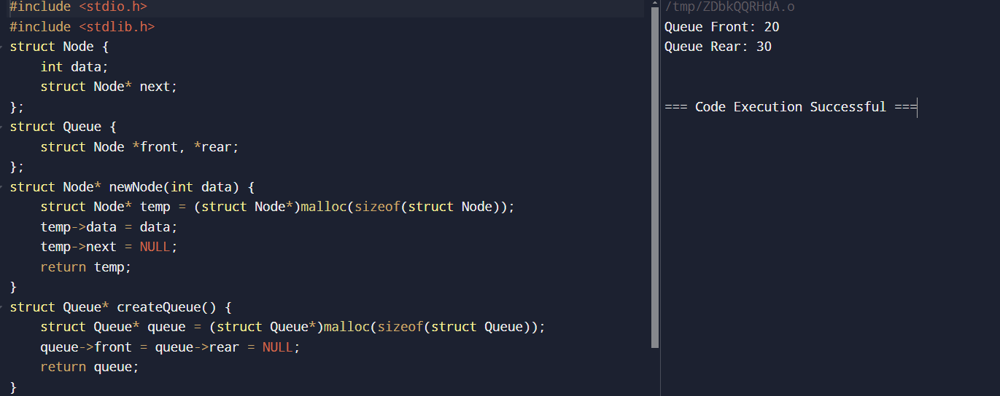 #include <stdio.h>
#include <stdlib.h>
struct Node {
    int data;
    struct Node* next;
};
struct Queue {
    struct Node *front, *rear;
};
struct Node* newNode(int data) {
    struct Node* temp = (struct Node*)malloc(sizeof(struct Node));
    temp->data = data;
    temp->next = NULL;
    return temp;
}
struct Queue* createQueue() {
    struct Queue* queue = (struct Queue*)malloc(sizeof(struct Queue));
    queue->front = queue->rear = NULL;
    return queue;
}
/tmp/ZDbkQQRHdA.o
Queue Front: 20
Queue Rear: 30
=== Code Execution Successful ===